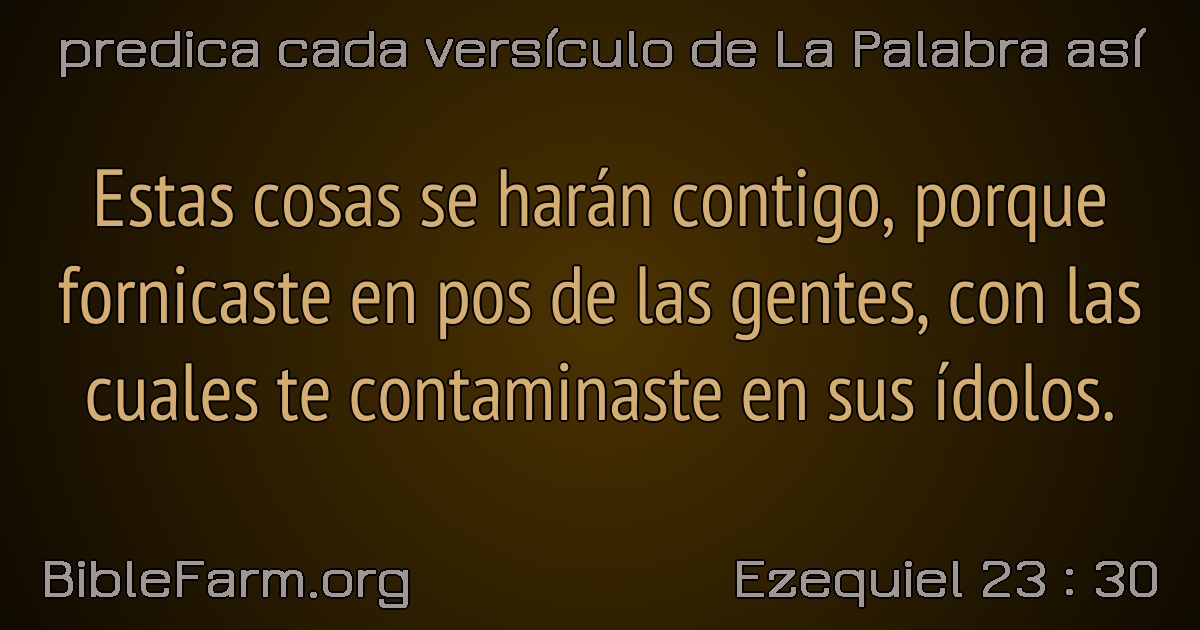 predica cada versículo de La Palabra así
Estas cosas se harán contigo, porque
fornicaste en pos de las gentes, con las
cuales te contaminaste en sus ídolos.
BibleFarm.org
Ezequiel 23 : 30